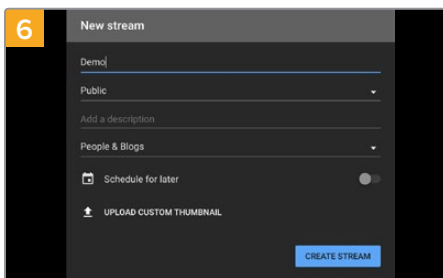 6
New stream
Demo
Public
Add a description
People & Blogs
Schedule for later
UPLOAD CUSTOM THUMBNAIL
CREATE STREAM